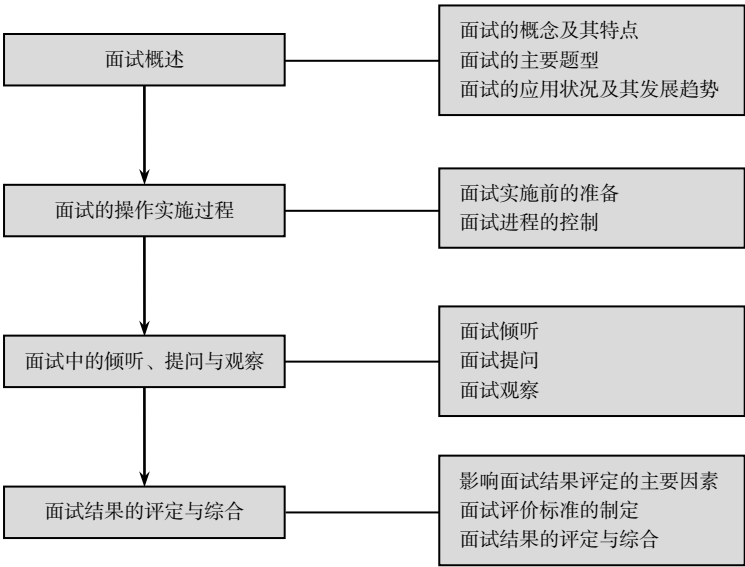 面试概述
面试的概念及其特点
面试的主要题型
面试的应用状况及其发展趋势
面试的操作实施过程
面试实施前的准备
面试进程的控制
面试中的倾听、提问与观察
面试倾听
面试提问
面试观察
面试结果的评定与综合
影响面试结果评定的主要因素
面试评价标准的制定
面试结果的评定与综合